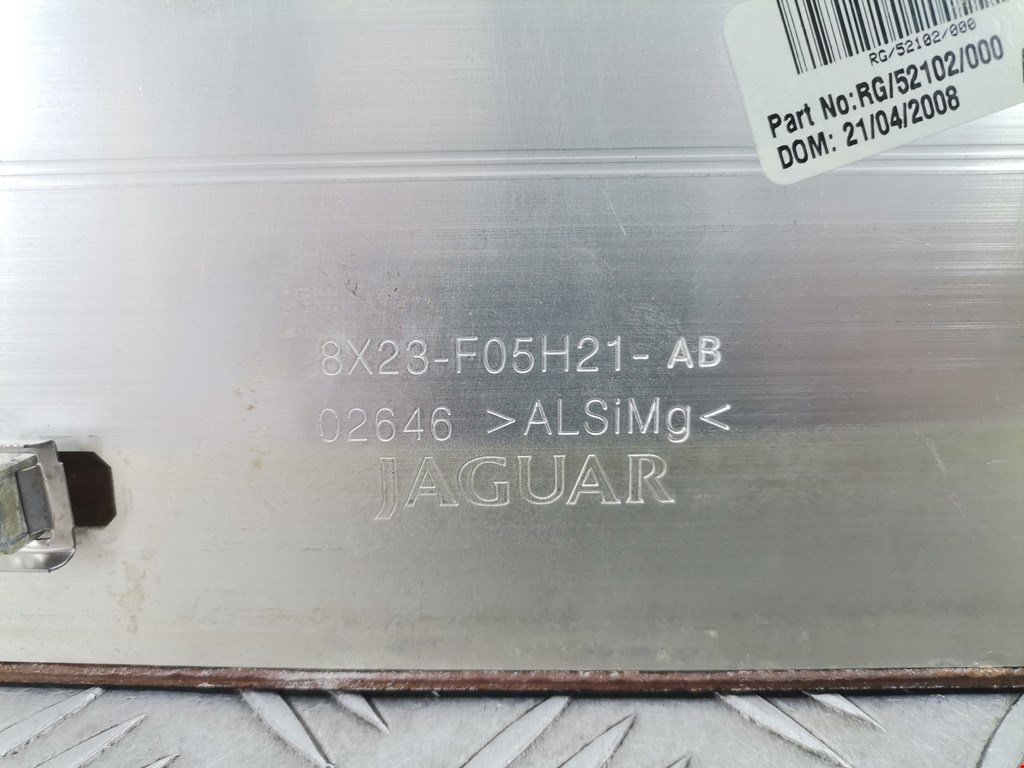 RG/52102/000
Part No:RG/52102/000
DOM: 21/04/2008
8X23-F05H21- AB
02646 >ALSiMg<
JAGUAR